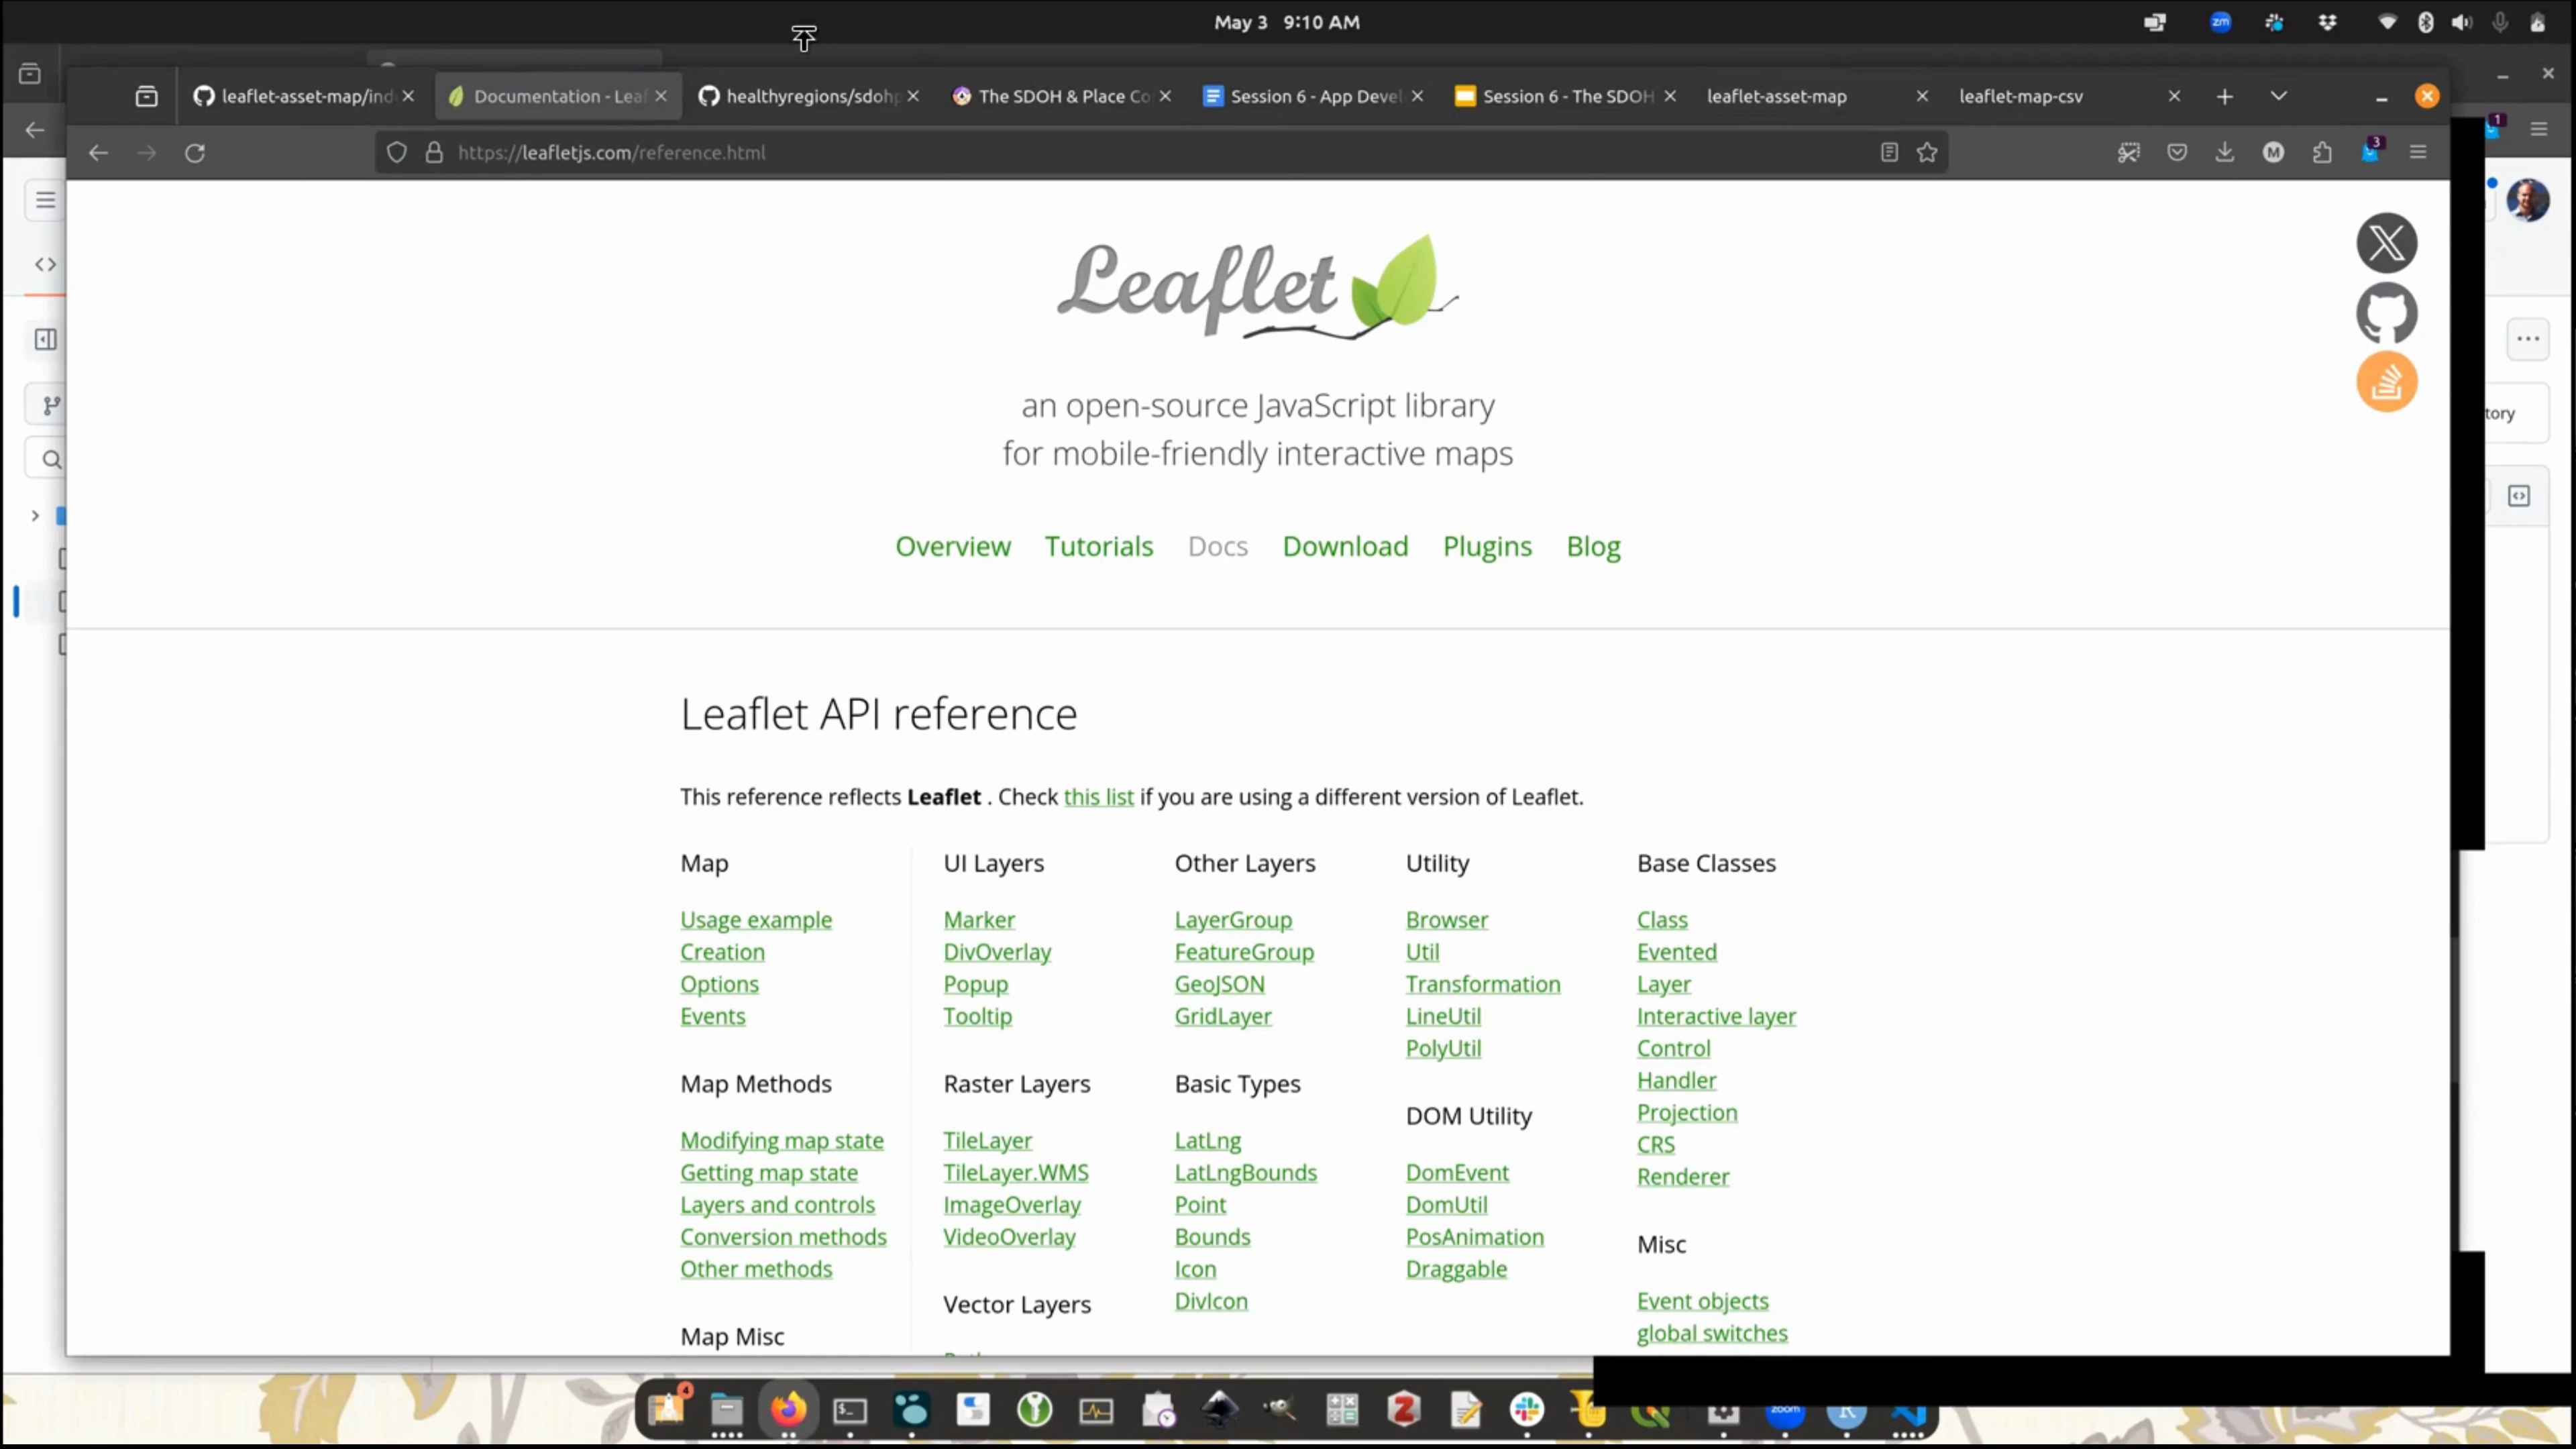 May 3 9:10 AM
zm
leaflet-asset-map/ind
Documentation - Leaf
healthyregions/sdohp
The SDOH & Place Co
Session 6 - App Devel
Session 6 - The SDOH
leaflet-asset-map
leaflet-map-csv
https://leafletjs.com/reference.html
M
3
1
Leaflet
an open-source JavaScript library
for mobile-friendly interactive maps
tory
Overview Tutorials Docs Download Plugins Blog
Leaflet API reference
This reference reflects Leaflet . Check this list if you are using a different version of Leaflet.
Map
Usage example
Creation
Options
Events
Map Methods
Modifying map state
Getting map state
Layers and controls
Conversion methods
Other methods
Map Misc
UI Layers
Marker
DivOverlay
Popup
Tooltip
Raster Layers
TileLayer
TileLayer.WMS
ImageOverlay
VideoOverlay
Vector Layers
Other Layers
LayerGroup
FeatureGroup
GeoJSON
GridLayer
Basic Types
LatLng
LatLngBounds
Point
Bounds
Icon
DivIcon
Utility
Browser
Util
Transformation
LineUtil
PolyUtil
DOM Utility
DomEvent
DomUtil
PosAnimation
Draggable
Base Classes
Class
Evented
Layer
Interactive layer
Control
Handler
Projection
CRS
Renderer
Misc
Event objects
global switches
4
$_
Z
zoom
R